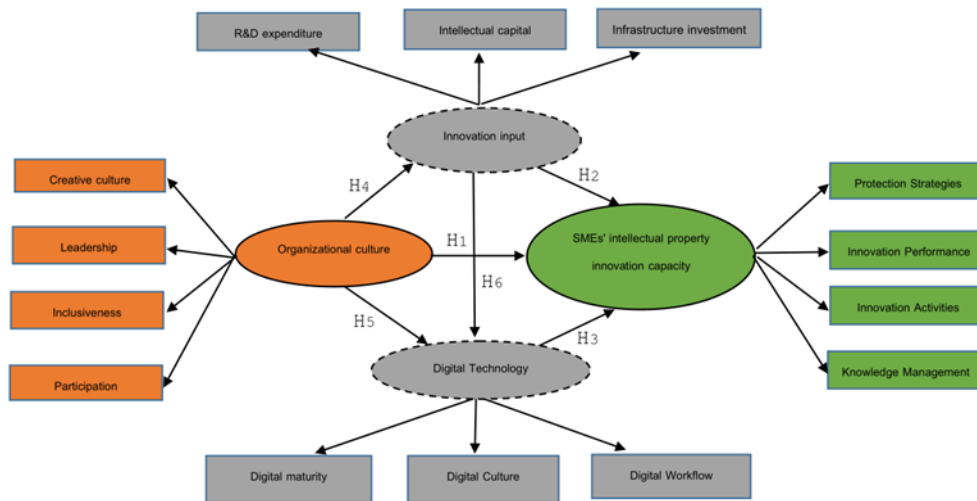 R&D expenditure
Intellectual capital
Infrastructure investment
Innovation input
H4
H2
Creative culture
Leadership
Inclusiveness
Participation
Organizational culture
H1
H6
SMEs' intellectual property
innovation capacity
Protection Strategies
Innovation Performance
Innovation Activities
Knowledge Management
H5
H3
Digital Technology
Digital maturity
Digital Culture
Digital Workflow